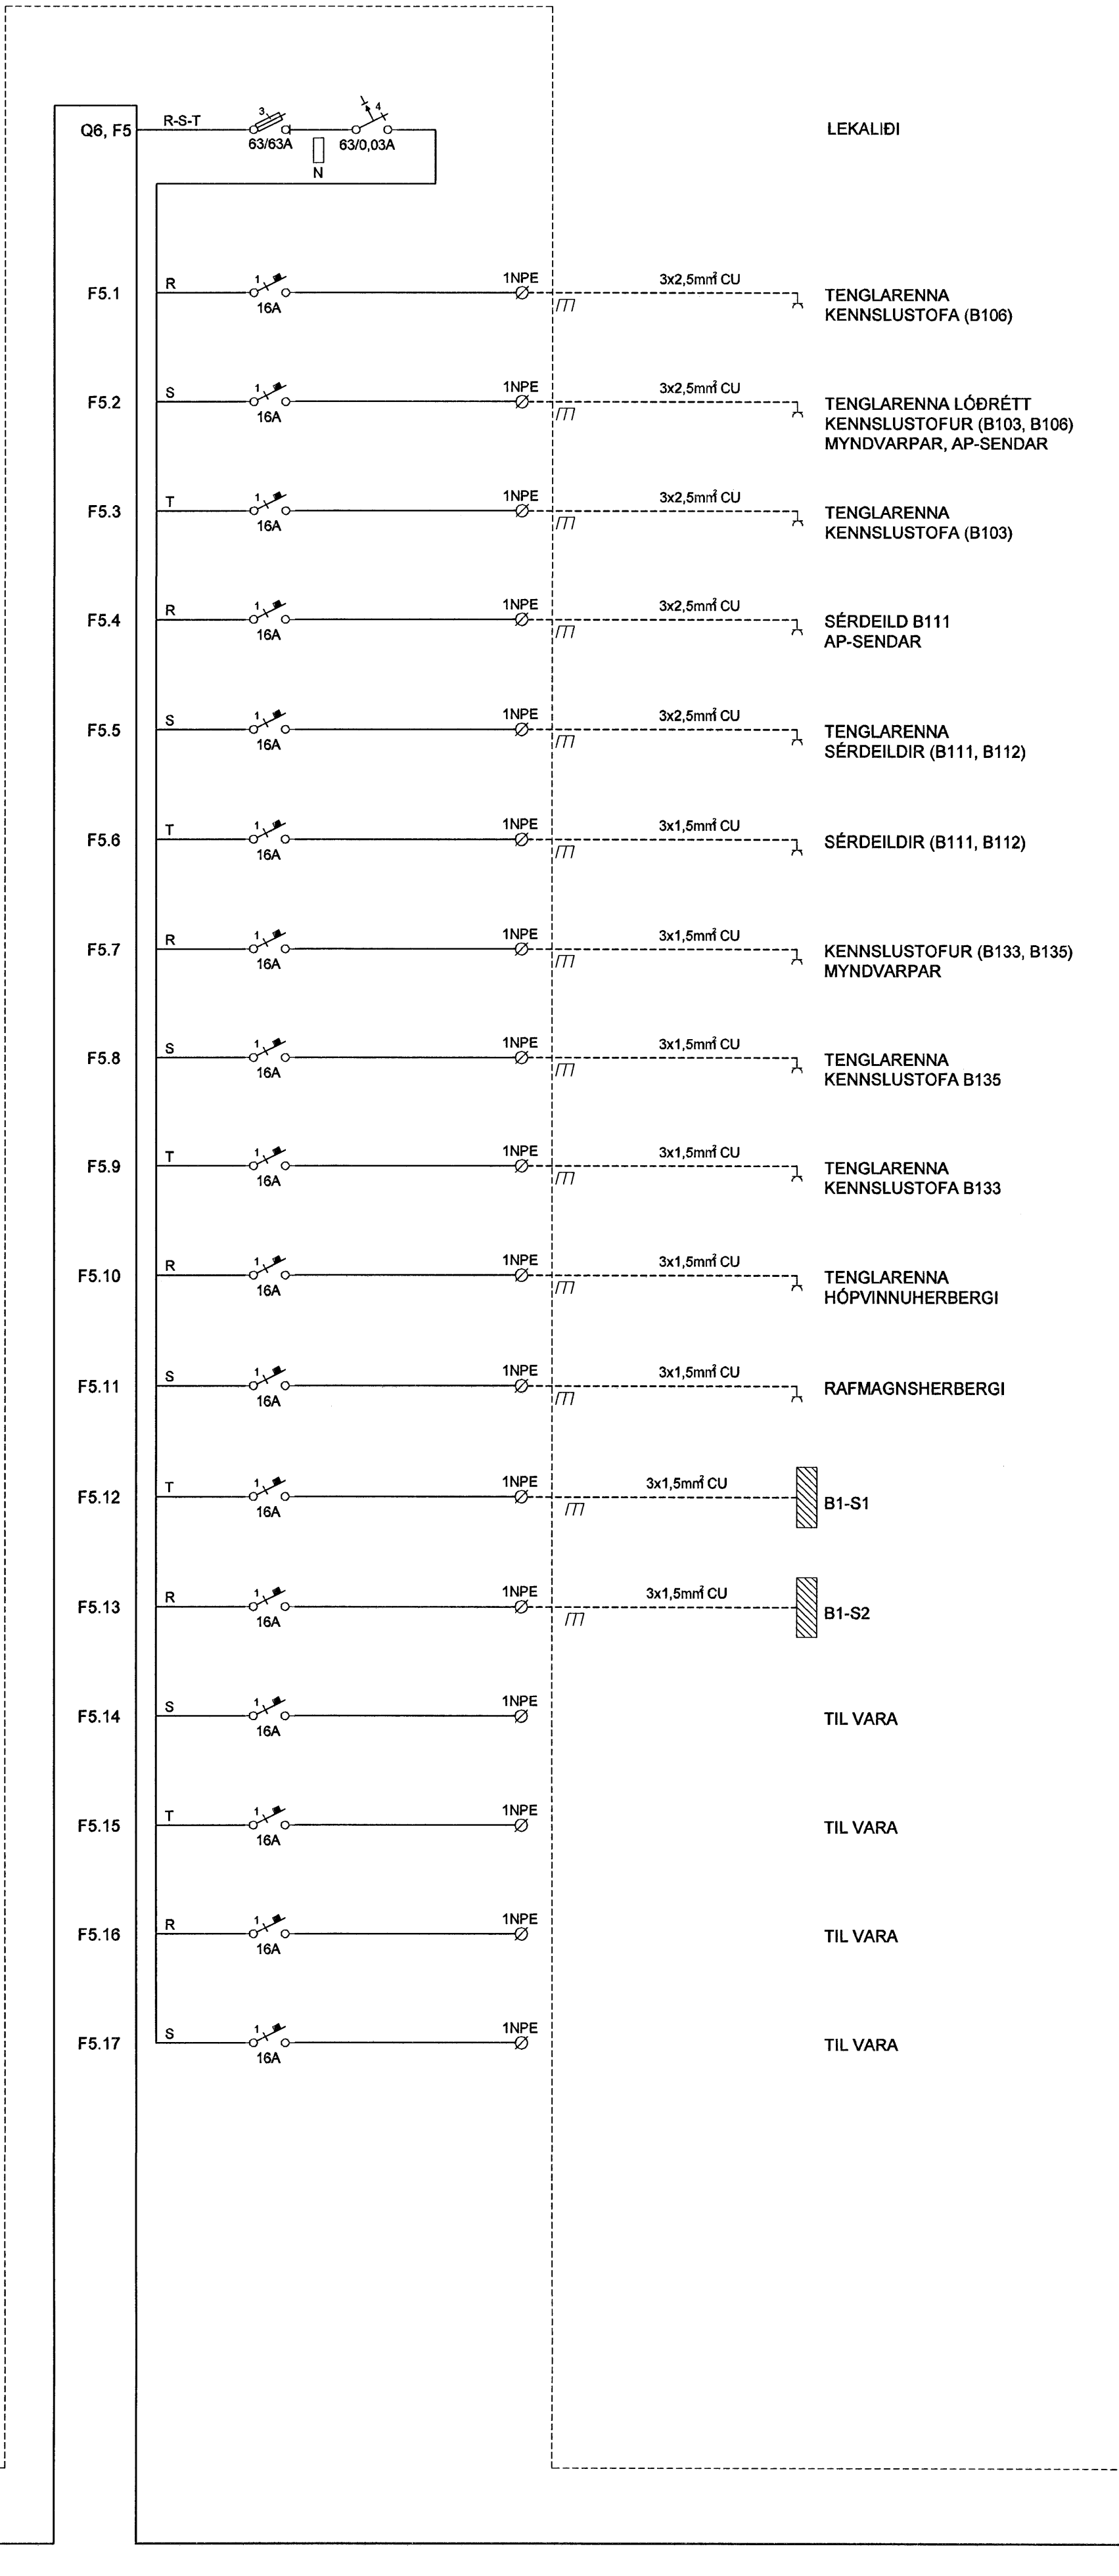 Q6, F5 R-S-T 3 63/63A N 4 63/0,03A LEKALIÐI
F5.1 R 1 16A 1NPE 3x2,5mm² CU TENGLARENNA
KENNSLUSTOFA (B106)
F5.2 S 1 16A 1NPE 3x2,5mm² CU TENGLARENNA LÓÐRÉTT
KENNSLUSTOFUR (B103, B106)
MYNDVARPAR, AP-SENDAR
F5.3 T 1 16A 1NPE 3x2,5mm² CU TENGLARENNA
KENNSLUSTOFA (B103)
F5.4 R 1 16A 1NPE 3x2,5mm² CU SÉRDEILD B111
AP-SENDAR
F5.5 S 1 16A 1NPE 3x2,5mm² CU TENGLARENNA
SÉRDEILDIR (B111, B112)
F5.6 T 1 16A 1NPE 3x1,5mm² CU SÉRDEILDIR (B111, B112)
F5.7 R 1 16A 1NPE 3x1,5mm² CU KENNSLUSTOFUR (B133, B135)
MYNDVARPAR
F5.8 S 1 16A 1NPE 3x1,5mm² CU TENGLARENNA
KENNSLUSTOFA B135
F5.9 T 1 16A 1NPE 3x1,5mm² CU TENGLARENNA
KENNSLUSTOFA B133
F5.10 R 1 16A 1NPE 3x1,5mm² CU TENGLARENNA
HÓPVINNUHERBERGI
F5.11 S 1 16A 1NPE 3x1,5mm² CU RAFMAGNSHERBERGI
F5.12 T 1 16A 1NPE 3x1,5mm² CU B1-S1
F5.13 R 1 16A 1NPE 3x1,5mm² CU B1-S2
F5.14 S 1 16A 1NPE TIL VARA
F5.15 T 1 16A 1NPE TIL VARA
F5.16 R 1 16A 1NPE TIL VARA
F5.17 S 1 16A 1NPE TIL VARA